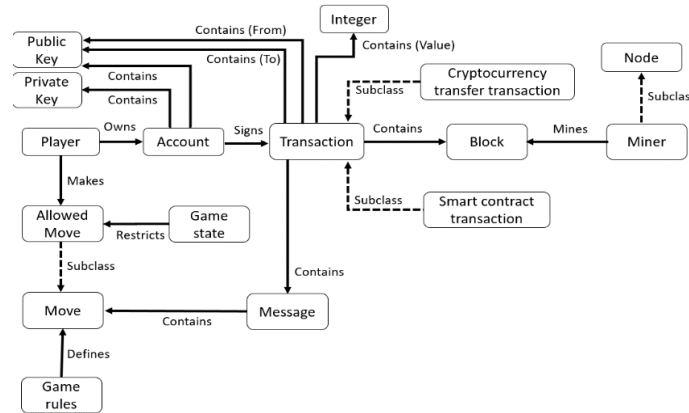 Integer
Contains (From)
Public
Key
Contains (To)
Contains (Value)
Node
Contains
Cryptocurrency
transfer transaction
Subclass
Subclass
Private
Key
Contains
Owns
Signs
Contains
Mines
Player
Account
Transaction
Block
Miner
Makes
Subclass
Smart contract
transaction
Allowed
Move
Game
state
Restricts
Subclass
Contains
Move
Contains
Message
Defines
Game
rules